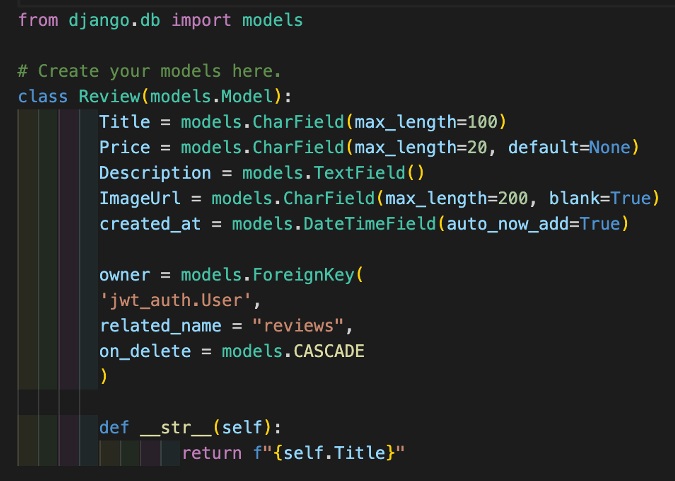 from django.db import models

# Create your models here.
class Review(models.Model):
        Title = models.CharField(max_length=100)
        Price = models.CharField(max_length=20, default=None)
        Description = models.TextField()
        ImageUrl = models.CharField(max_length=200, blank=True)
        created_at = models.DateTimeField(auto_now_add=True)

        owner = models.ForeignKey(
        'jwt_auth.User',
        related_name = "reviews",
        on_delete = models.CASCADE
        )

        def __str__(self):
                return f"{self.Title}"